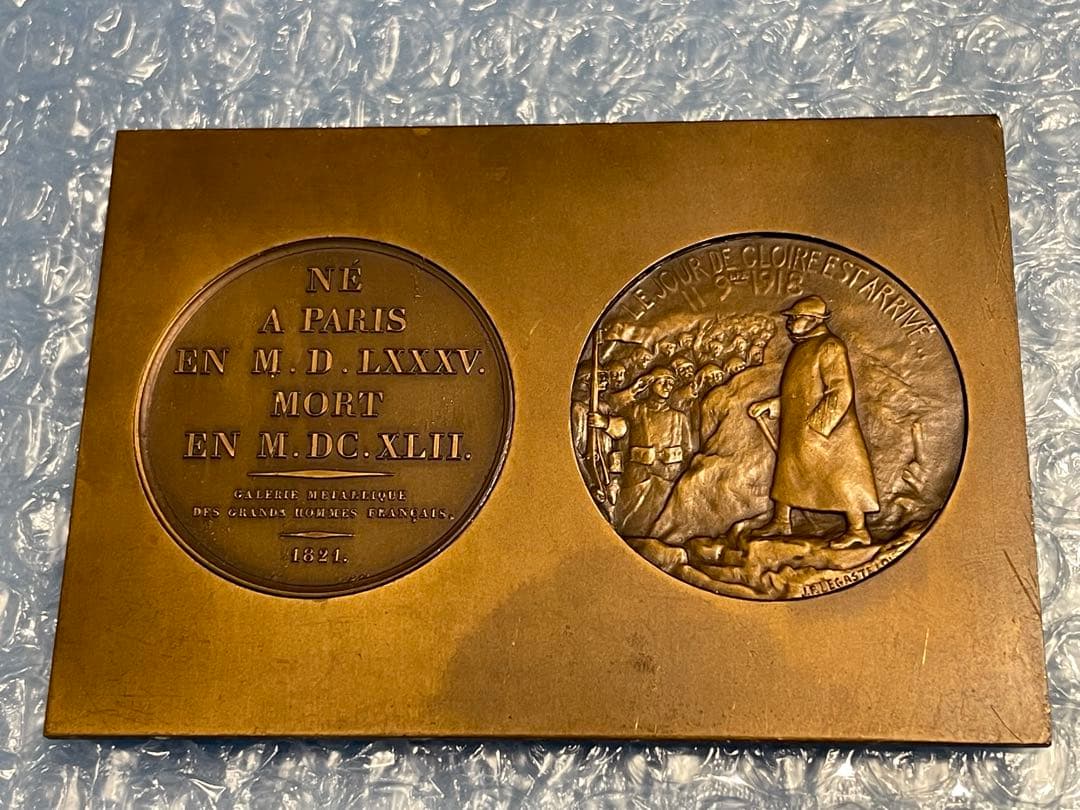 NÉ
A PARIS
EN M.D.LXXXV.
MORT
EN M.DC.XLII.
GALERIE METALLIQUE
DES GRANDS HOMMES FRANÇAIS.
1821.
LE JOUR DE GLOIRE EST ARRIVÉ
11 9bre 1918
J.P. LEGASTELOIS